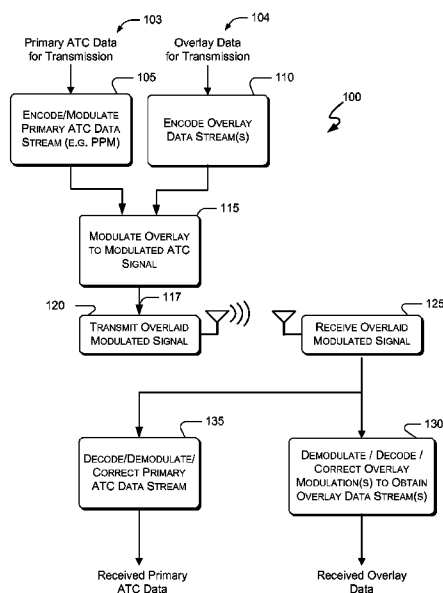 103
104
Primary ATC Data
for Transmission
Overlay Data
for Transmission
105
110
100
ENCODE/MODULATE
PRIMARY ATC DATA
STREAM (E.G. PPM)
ENCODE OVERLAY
DATA STREAM(S)
115
MODULATE OVERLAY
TO MODULATED ATC
SIGNAL
120
117
125
TRANSMIT OVERLAID
MODULATED SIGNAL
RECEIVE OVERLAID
MODULATED SIGNAL
135
130
DECODE/DEMODULATE/
CORRECT PRIMARY
ATC DATA STREAM
DEMODULATE / DECODE /
CORRECT OVERLAY
MODULATION(S) TO OBTAIN
OVERLAY DATA STREAM(S)
Received Primary
ATC Data
Received Overlay
Data